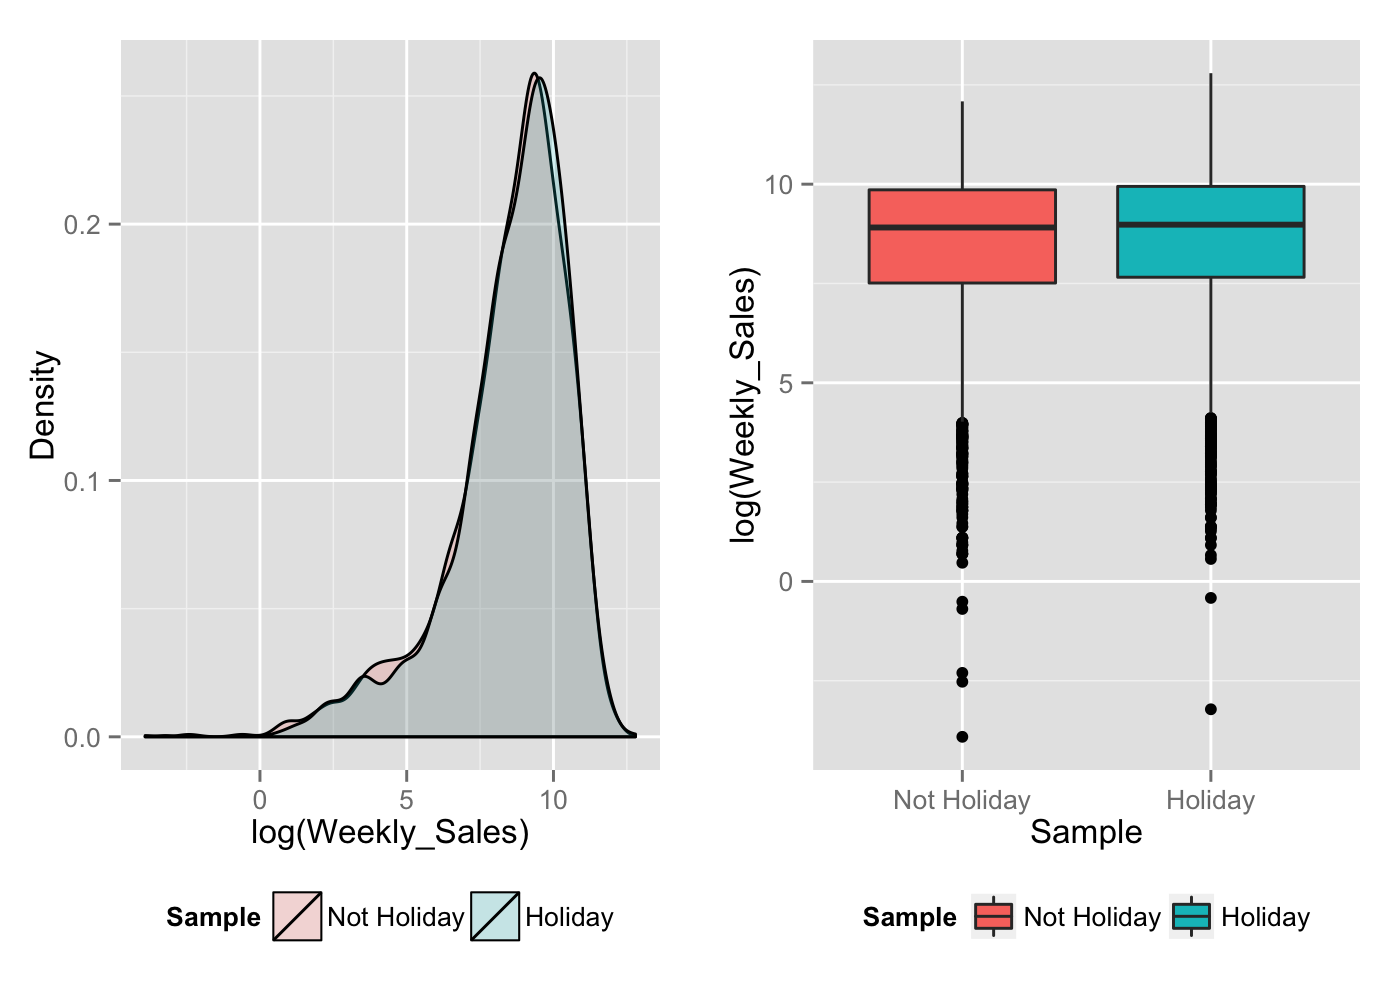 Density
0.2
0.1
0.0
0 5 10
log(Weekly_Sales)
Sample Not Holiday Holiday
log(Weekly_Sales)
10
5
0
Not Holiday Holiday
Sample
Sample Not Holiday Holiday